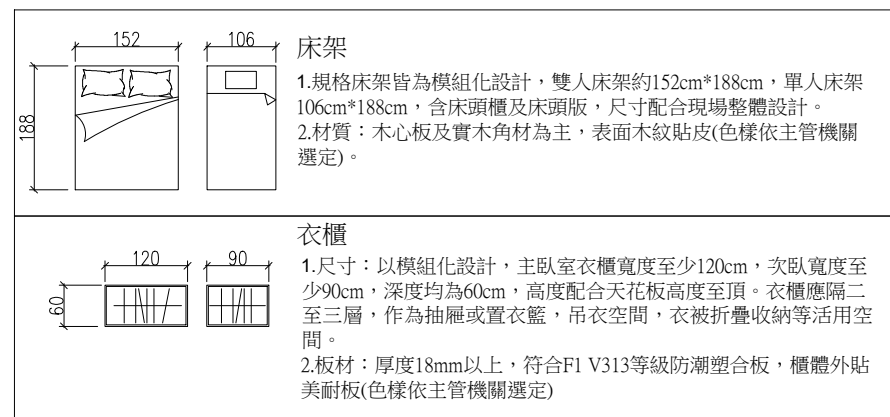 152
106
188
床架
1.規格床架皆為模組化設計，雙人床架約152cm*188cm，單人床架
106cm*188cm，含床頭櫃及床頭版，尺寸配合現場整體設計。
2.材質：木心板及實木角材為主，表面木紋貼皮(色樣依主管機關
選定)。
120
90
60
衣櫃
1.尺寸：以模組化設計，主臥室衣櫃寬度至少120cm，次臥寬度至
少90cm，深度均為60cm，高度配合天花板高度至頂。衣櫃應隔二
至三層，作為抽屜或置衣籃，吊衣空間，衣被折疊收納等活用空
間。
2.板材：厚度18mm以上，符合F1 V313等級防潮塑合板，櫃體外貼
美耐板(色樣依主管機關選定)